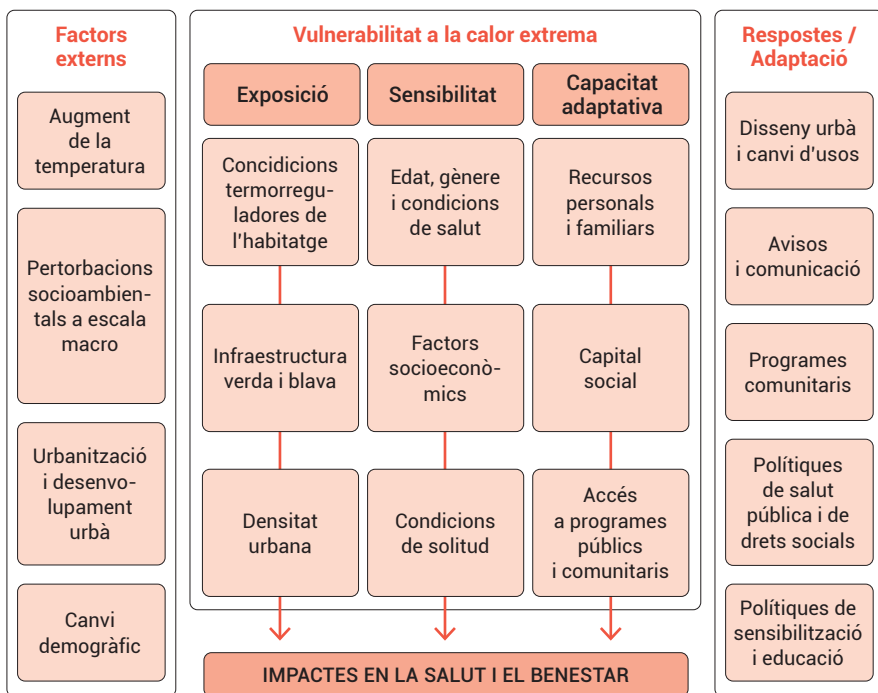 Factors
externs
Augment
de la
temperatura
Pertorbacions
socioambien-
tals a escala
macro
Urbanització
i desenvo-
lupament
urbà
Canvi
demogràfic
Vulnerabilitat a la calor extrema
Exposició
Concidicions
termorregu-
ladores de
l'habitatge
Infraestructura
verda i blava
Densitat
urbana
Sensibilitat
Edat, gènere
i condicions
de salut
Factors
socioeconò-
mics
Condicions
de solitud
Capacitat
adaptativa
Recursos
personals
i familiars
Capital
social
Accés
a programes
públics
i comunitaris
IMPACTES EN LA SALUT I EL BENESTAR
Respostes /
Adaptació
Disseny urbà
i canvi d'usos
Avisos
i comunicació
Programes
comunitaris
Polítiques
de salut
pública i de
drets socials
Polítiques de
sensibilització
i educació